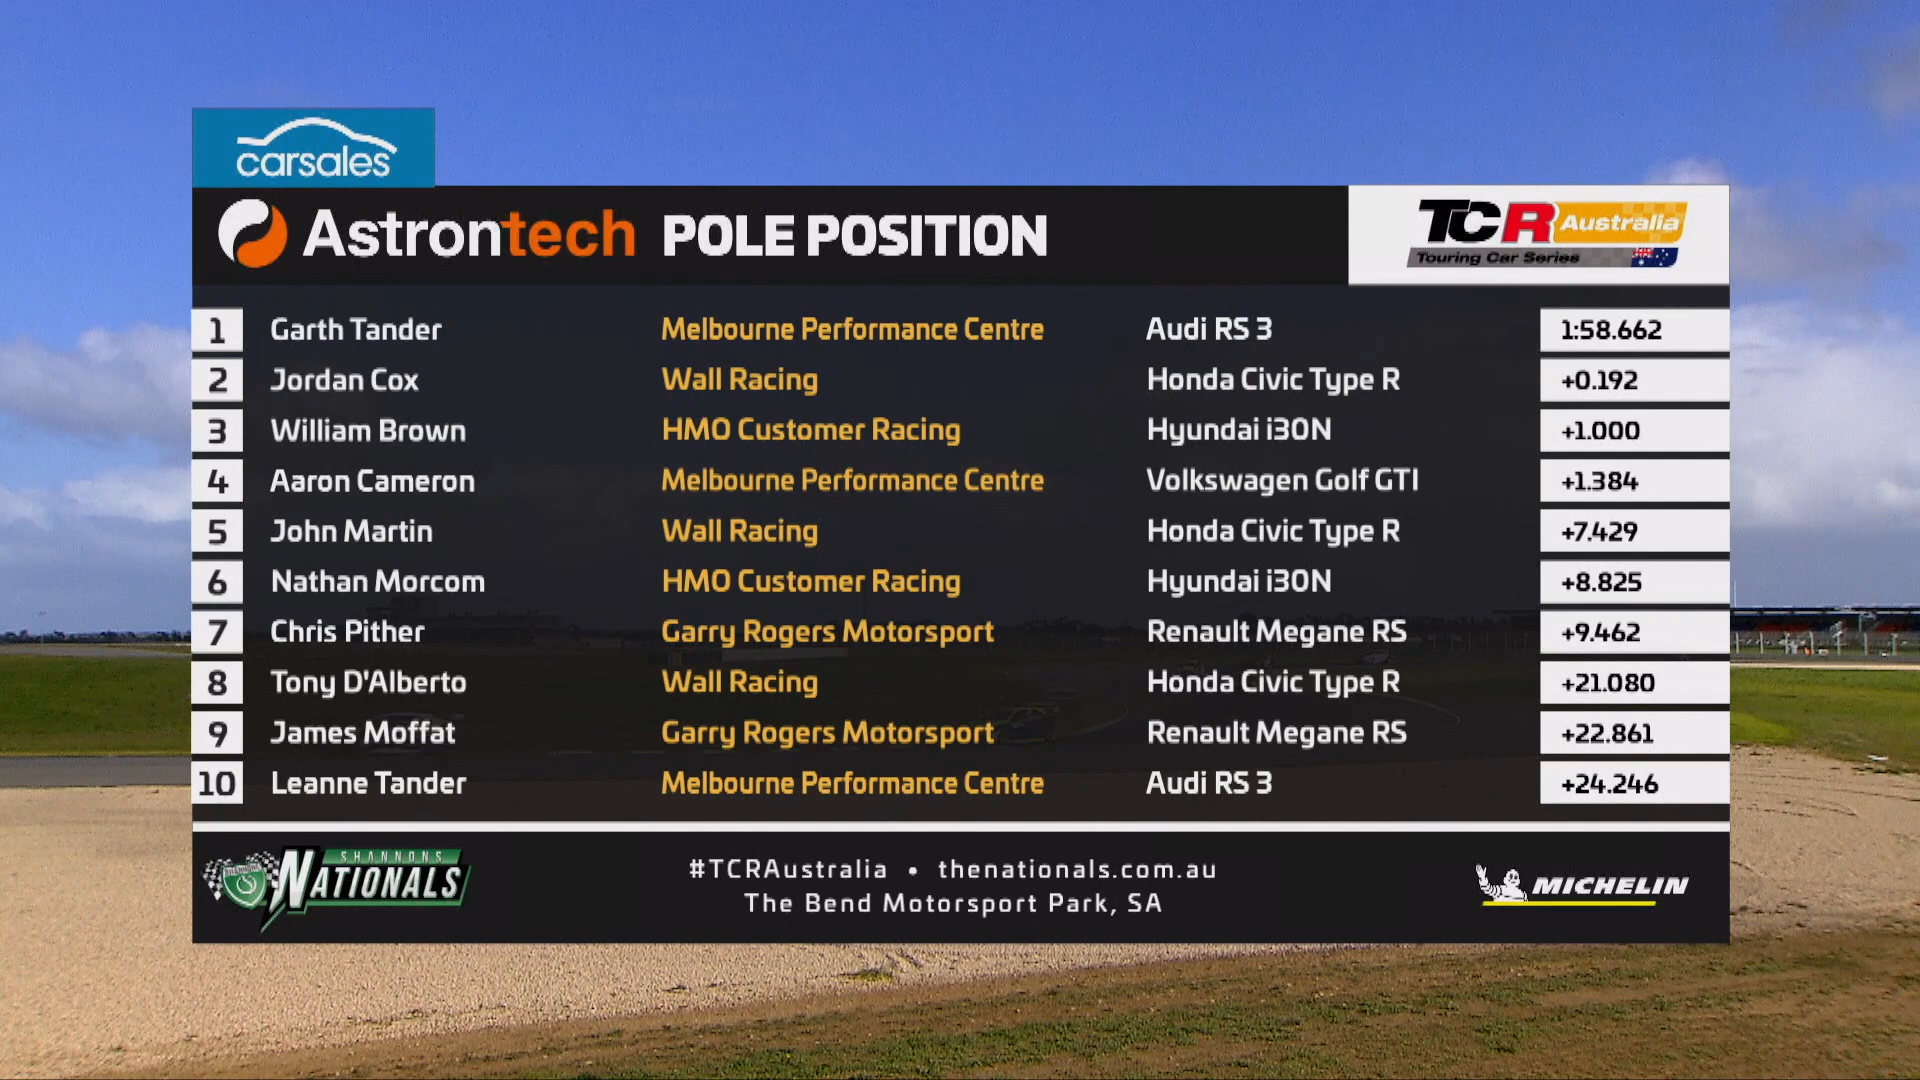 carsales
Astrontech POLE POSITION
TCR Australia
Touring Car Series
1 Garth Tander Melbourne Performance Centre Audi RS 3 1:58.662
2 Jordan Cox Wall Racing Honda Civic Type R +0.192
3 William Brown HMO Customer Racing Hyundai i30N +1.000
4 Aaron Cameron Melbourne Performance Centre Volkswagen Golf GTI +1.384
5 John Martin Wall Racing Honda Civic Type R +7.429
6 Nathan Morcom HMO Customer Racing Hyundai i30N +8.825
7 Chris Pither Garry Rogers Motorsport Renault Megane RS +9.462
8 Tony D'Alberto Wall Racing Honda Civic Type R +21.080
9 James Moffat Garry Rogers Motorsport Renault Megane RS +22.861
10 Leanne Tander Melbourne Performance Centre Audi RS 3 +24.246
SHANNONS
NATIONALS
#TCRAustralia • thenationals.com.au
The Bend Motorsport Park, SA
MICHELIN